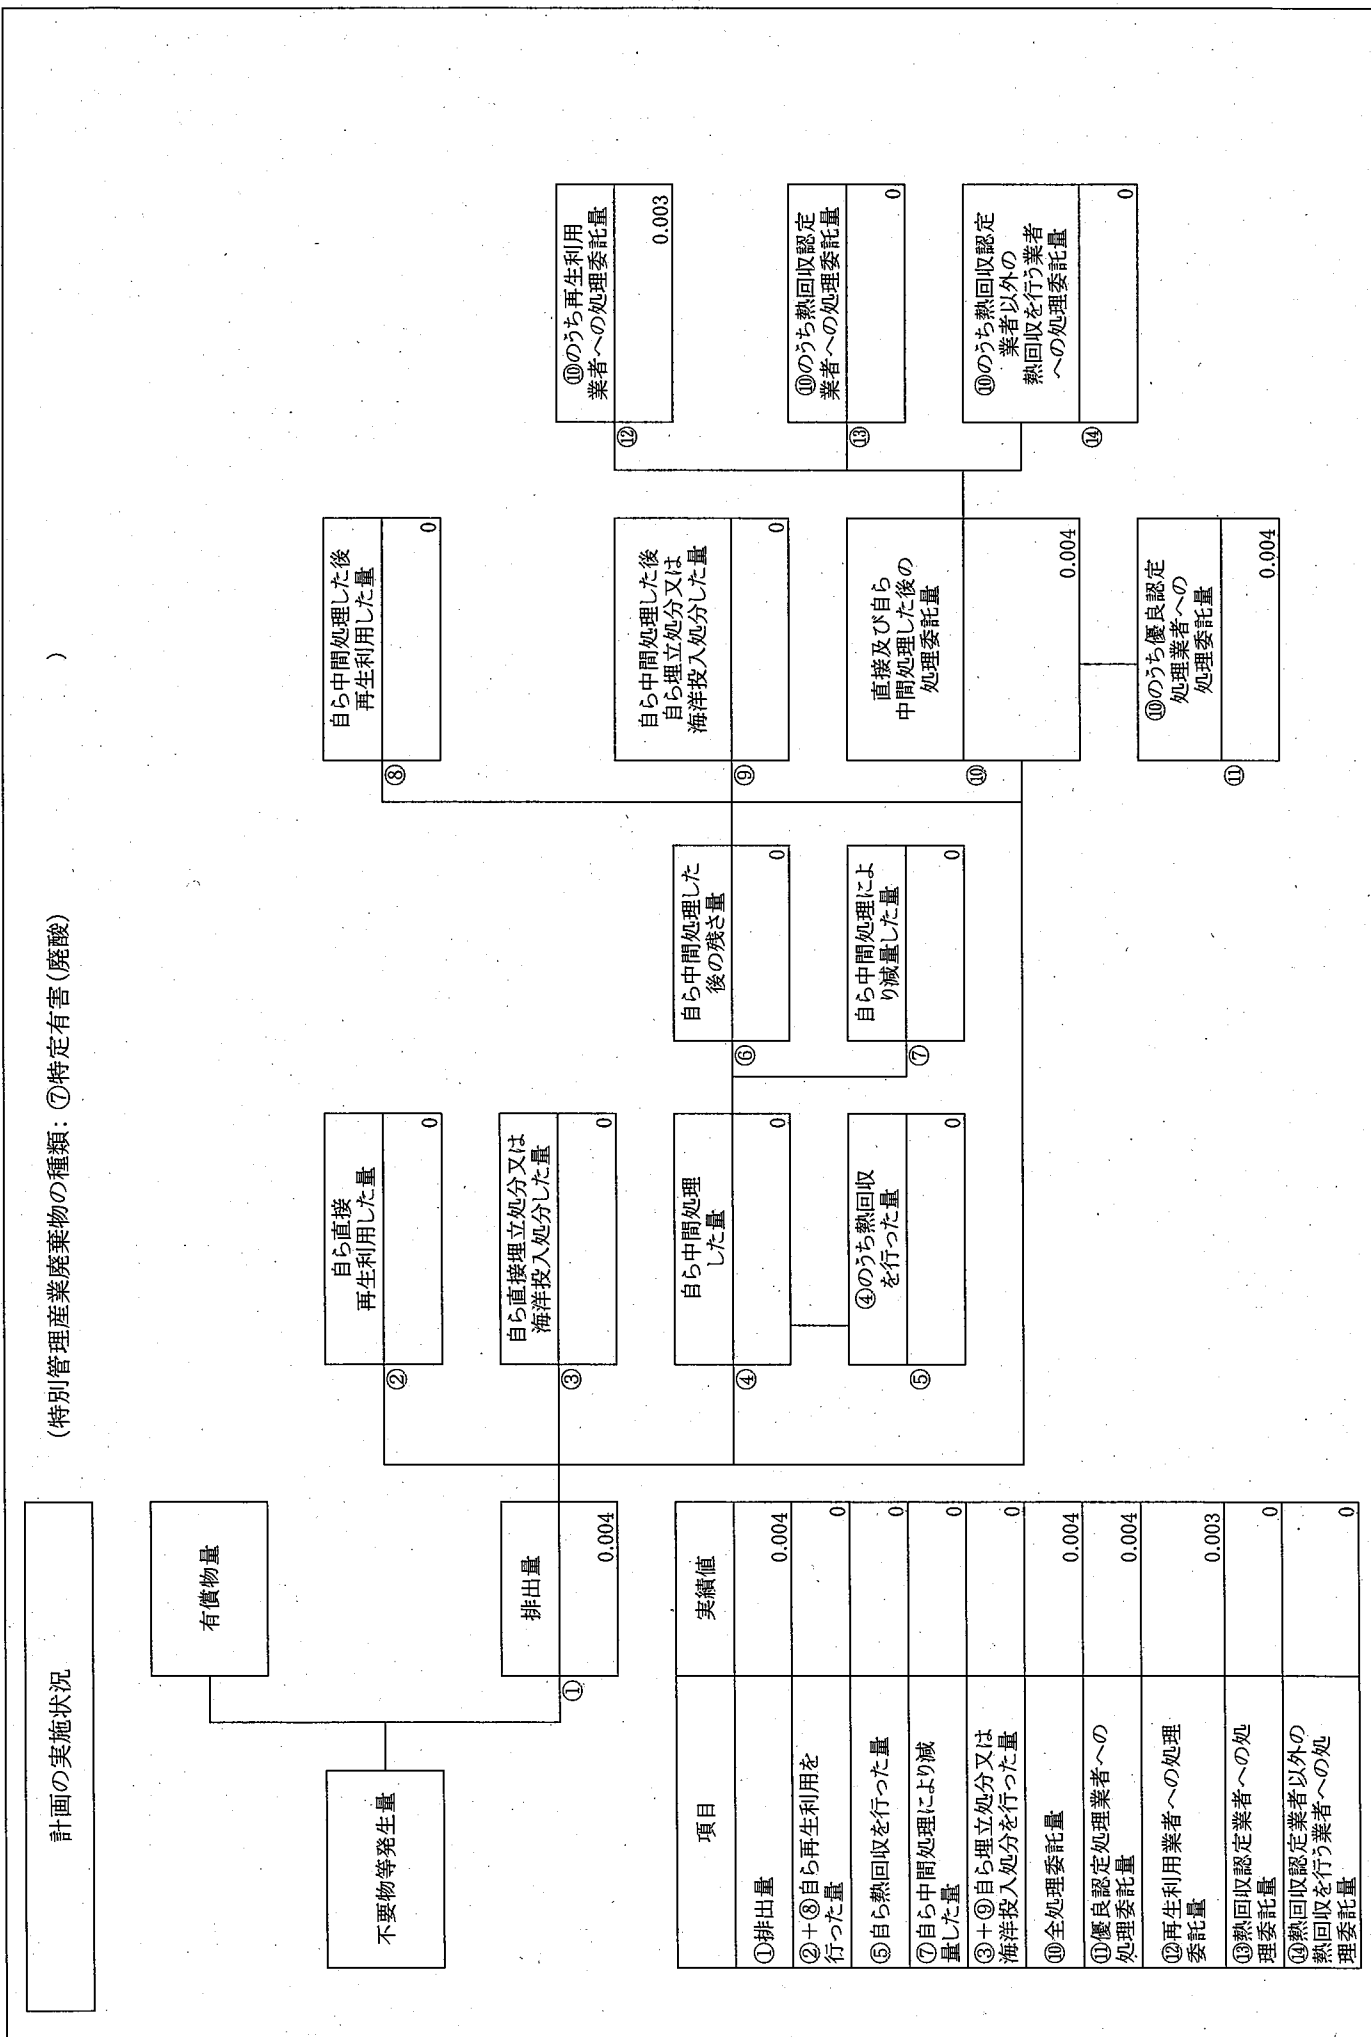 計画の実施状況
(特別管理産業廃棄物の種類：⑦特定有害(廃酸)　　　　　)
不要物等発生量
有償物量
①
排出量
0.004
②
自ら直接
再生利用した量
0
③
自ら直接埋立処分又は
海洋投入処分した量
0
④
自ら中間処理
した量
0
⑤
④のうち熱回収
を行った量
0
⑥
自ら中間処理した
後の残さ量
0
⑦
自ら中間処理によ
り減量した量
0
⑧
自ら中間処理した後
再生利用した量
0
⑨
自ら中間処理した後
自ら埋立処分又は
海洋投入処分した量
0
⑩
直接及び自ら
中間処理した後の
処理委託量
0.004
⑪
⑩のうち優良認定
処理業者への
処理委託量
0.004
⑫
⑩のうち再生利用
業者への処理委託量
0.003
⑬
⑩のうち熱回収認定
業者への処理委託量
0
⑭
⑩のうち熱回収認定
業者以外の
熱回収を行う業者
への処理委託量
0
項目 実績値
①排出量 0.004
②+⑧自ら再生利用を
行った量 0
⑤自ら熱回収を行った量 0
⑦自ら中間処理により減
量した量 0
③+⑨自ら埋立処分又は
海洋投入処分を行った量 0
⑩全処理委託量 0.004
⑪優良認定処理業者への
処理委託量 0.004
⑫再生利用業者への処理
委託量 0.003
⑬熱回収認定業者への処
理委託量 0
⑭熱回収認定業者以外の
熱回収を行う業者への処
理委託量 0